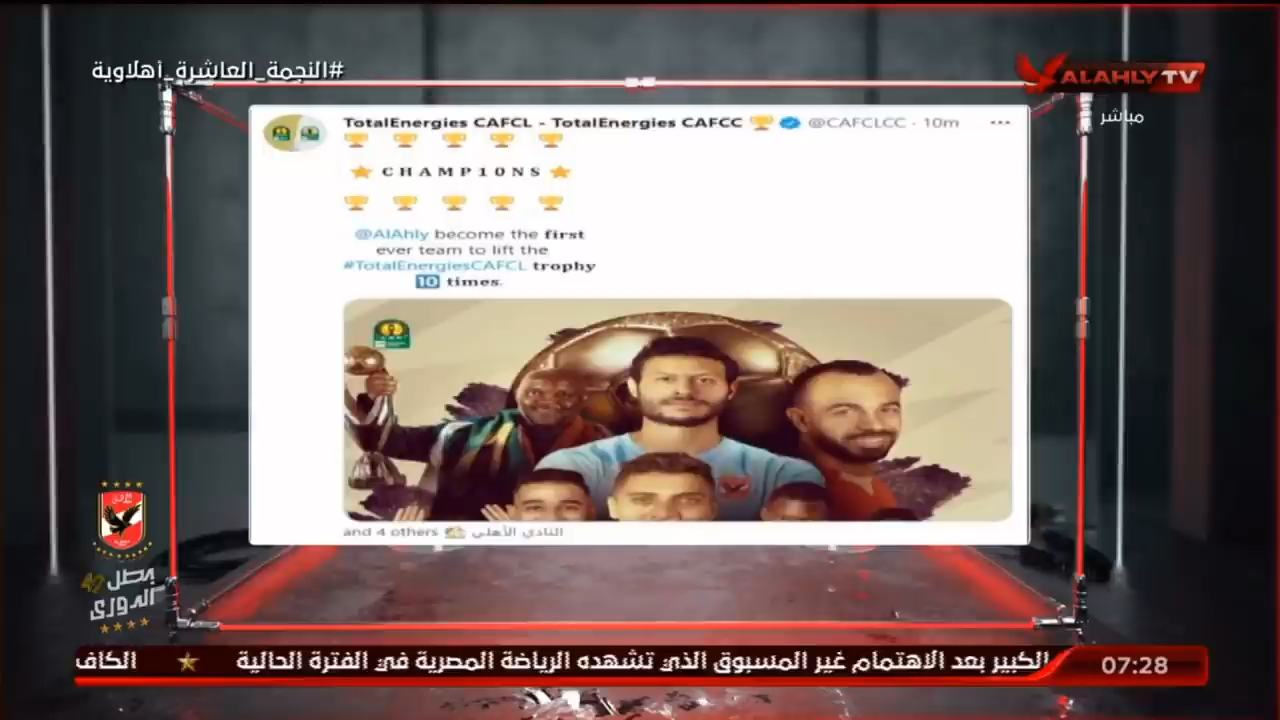 #النجمة_العاشرة_أهلاوية
ALAHLY TV
مباشر
TotalEnergies CAFCL - TotalEnergies CAFCC 🏆 @CAFCLCC · 10m ...
🏆 🏆 🏆 🏆 🏆
⭐ CHAMP10NS ⭐
🏆 🏆 🏆 🏆 🏆
@AlAhly become the first
ever team to lift the
#TotalEnergiesCAFCL trophy
10 times.
and 4 others النادي الأهلي
بطل
الدوري
الكبير بعد الاهتمام غير المسبوق الذي تشهده الرياضة المصرية في الفترة الحالية ★ الكاف
07:28